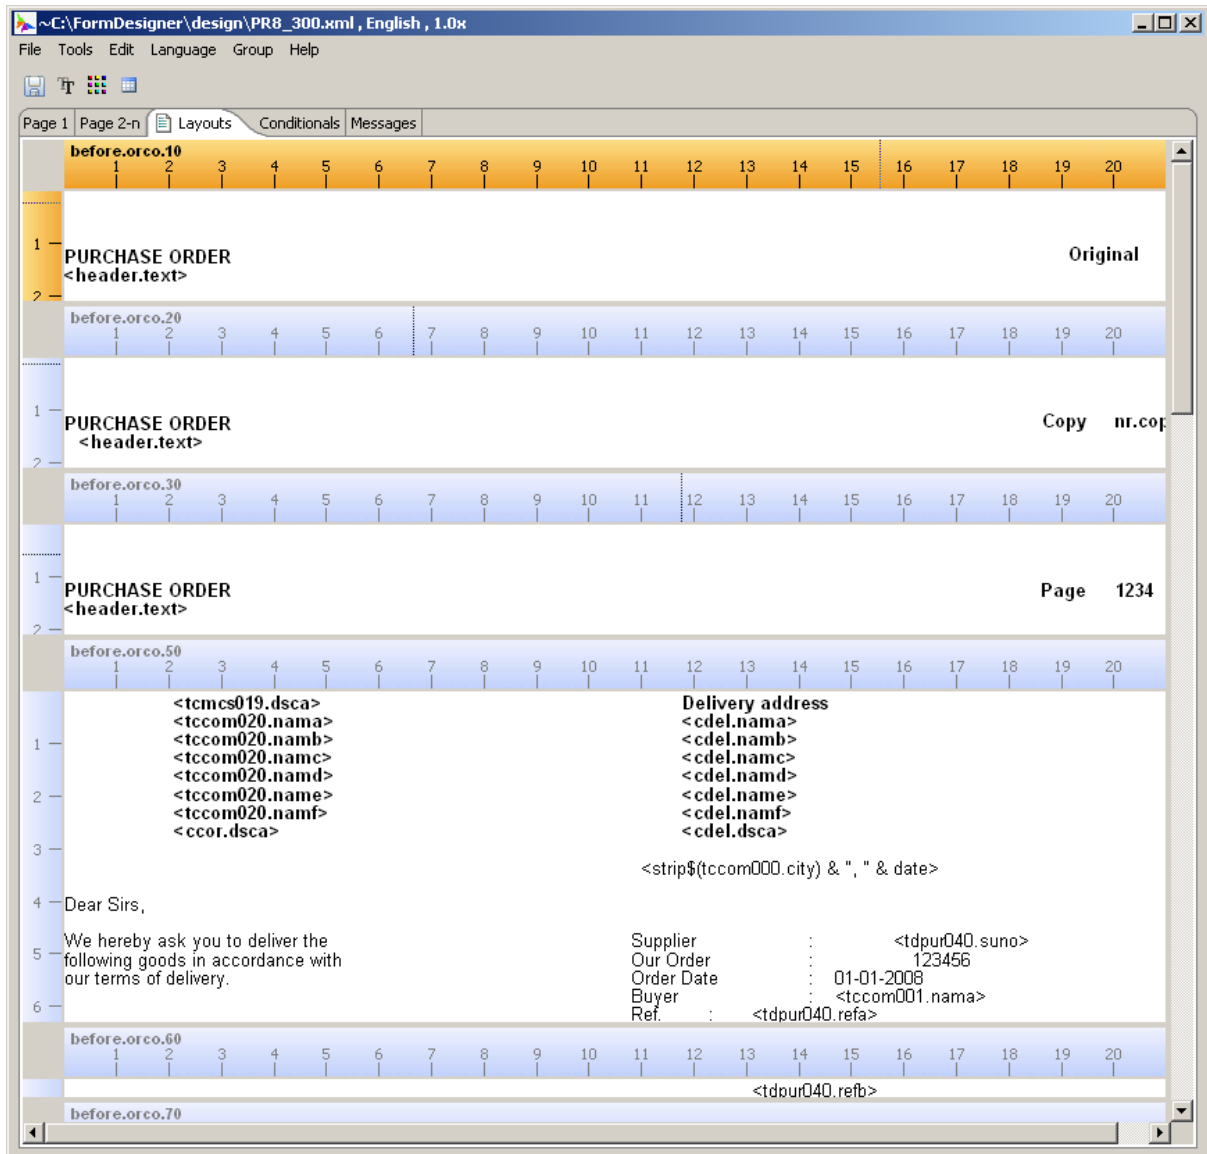 ~C:\FormDesigner\design\PR8_300.xml , English , 1.0x
File Tools Edit Language Group Help
Page 1 Page 2-n Layouts Conditionals Messages
before.orco.10
1 2 3 4 5 6 7 8 9 10 11 12 13 14 15 16 17 18 19 20
1
PURCHASE ORDER Original
<header.text>
2
before.orco.20
1 2 3 4 5 6 7 8 9 10 11 12 13 14 15 16 17 18 19 20
1
PURCHASE ORDER Copy nr.cop
<header.text>
2
before.orco.30
1 2 3 4 5 6 7 8 9 10 11 12 13 14 15 16 17 18 19 20
1
PURCHASE ORDER Page 1234
<header.text>
2
before.orco.50
1 2 3 4 5 6 7 8 9 10 11 12 13 14 15 16 17 18 19 20
<tcmcs019.dsca> Delivery address
<tccom020.nama> <cdel.nama>
1 <tccom020.namb> <cdel.namb>
<tccom020.namc> <cdel.namc>
<tccom020.namd> <cdel.namd>
2 <tccom020.name> <cdel.name>
<tccom020.namf> <cdel.namf>
<ccor.dsca> <cdel.dsca>
3
<strip$(tccom000.city) & ", " & date>
4 Dear Sirs,
We hereby ask you to deliver the Supplier : <tdpur040.suno>
5 following goods in accordance with Our Order : 123456
our terms of delivery. Order Date : 01-01-2008
Buyer : <tccom001.nama>
6 Ref. : <tdpur040.refa>
before.orco.60
1 2 3 4 5 6 7 8 9 10 11 12 13 14 15 16 17 18 19 20
<tdpur040.refb>
before.orco.70